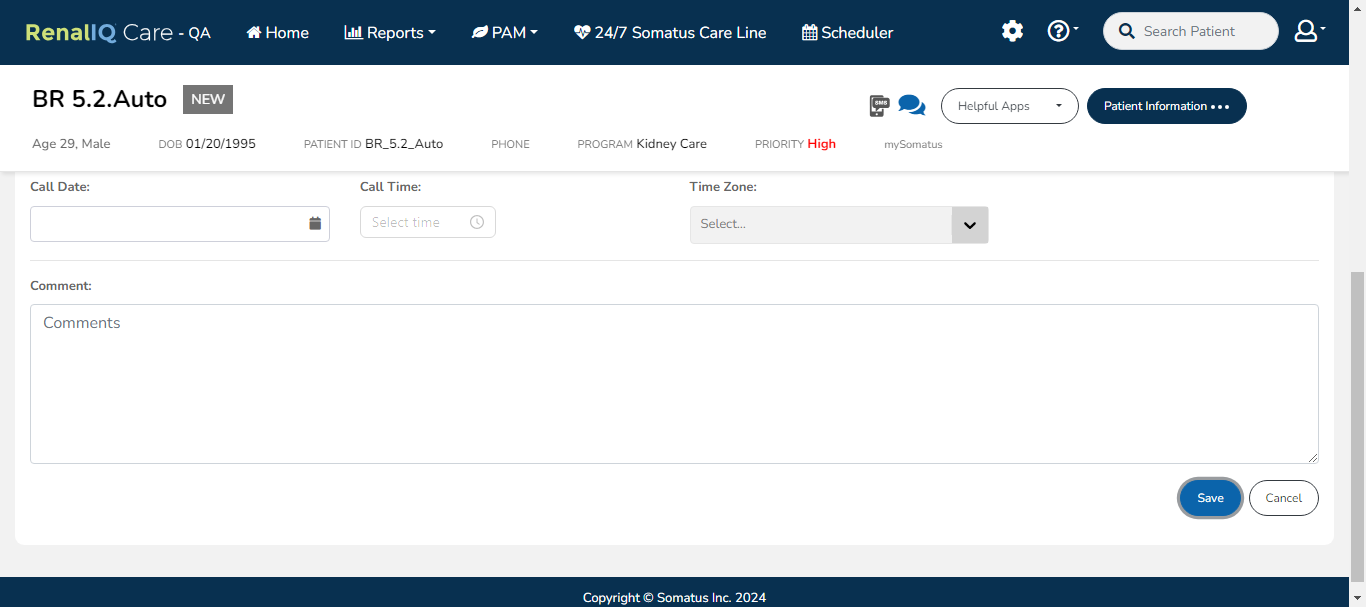 RenalIQ Care - QA Home Reports PAM 24/7 Somatus Care Line Scheduler Search Patient
BR 5.2.Auto NEW
SMS Helpful Apps Patient Information
Age 29, Male DOB 01/20/1995 PATIENT ID BR_5.2_Auto PHONE PROGRAM Kidney Care PRIORITY High mySomatus
Call Date: Call Time: Time Zone:
Select time Select...
Comment:
Comments
Save Cancel
Copyright © Somatus Inc. 2024